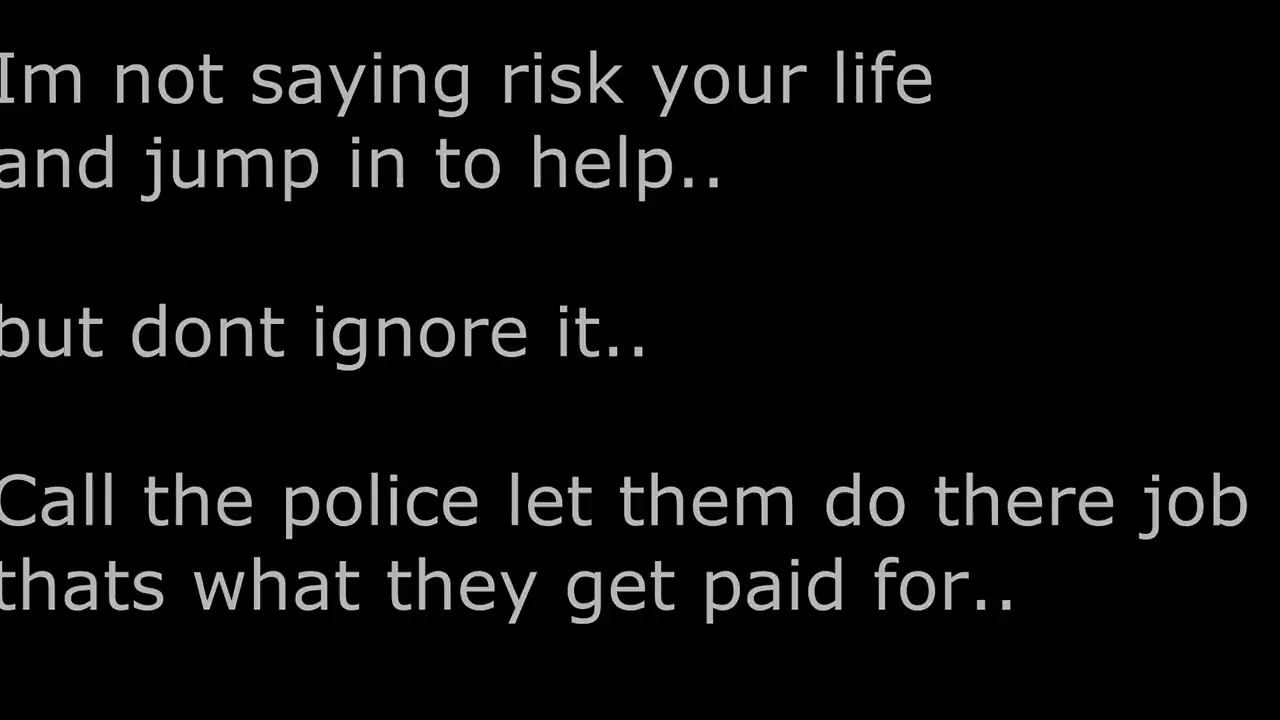 Im not saying risk your life
and jump in to help..
but dont ignore it..
Call the police let them do there job
thats what they get paid for..